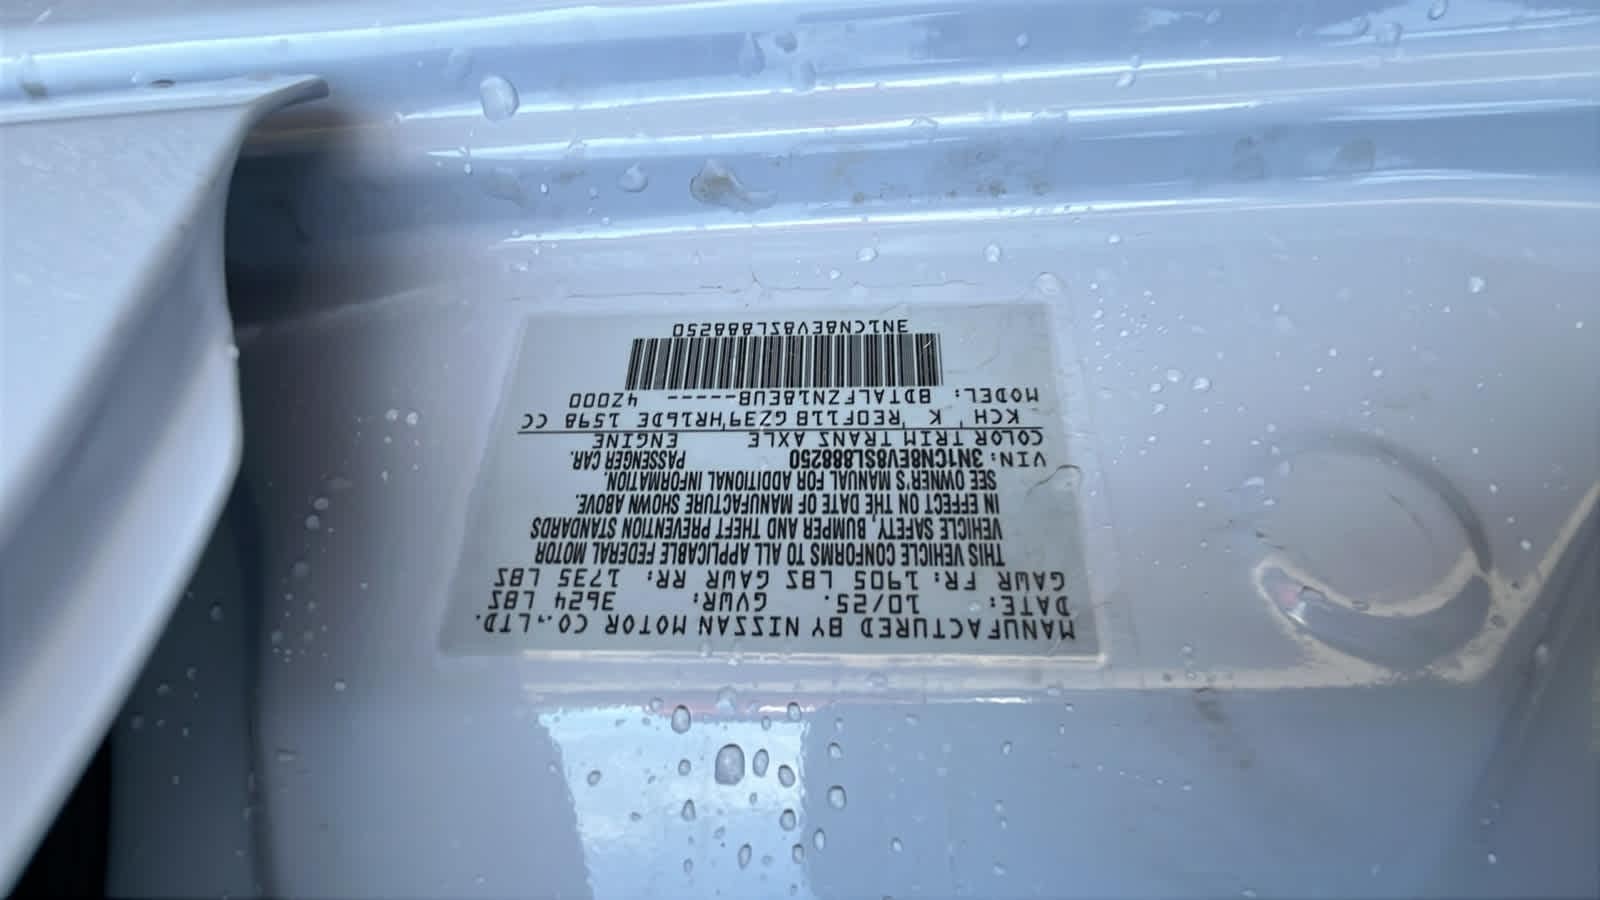 MANUFACTURED BY NISSAN MOTOR CO., LTD.
DATE: 10/25. GVWR: 3624 LBS
GAWR FR: 1905 LBS GAWR RR: 1735 LBS
THIS VEHICLE CONFORMS TO ALL APPLICABLE FEDERAL MOTOR
VEHICLE SAFETY, BUMPER AND THEFT PREVENTION STANDARDS
IN EFFECT ON THE DATE OF MANUFACTURE SHOWN ABOVE.
SEE OWNER'S MANUAL FOR ADDITIONAL INFORMATION.
VIN: 3N1CN8EV8SL888250 PASSENGER CAR.
COLOR TRIM TRANS AXLE ENGINE
KCH K RE0F11B GZ39 HR16DE 1598 CC
MODEL: BDTALFZN18EUB----- 42000
3N1CN8EV8SL888250